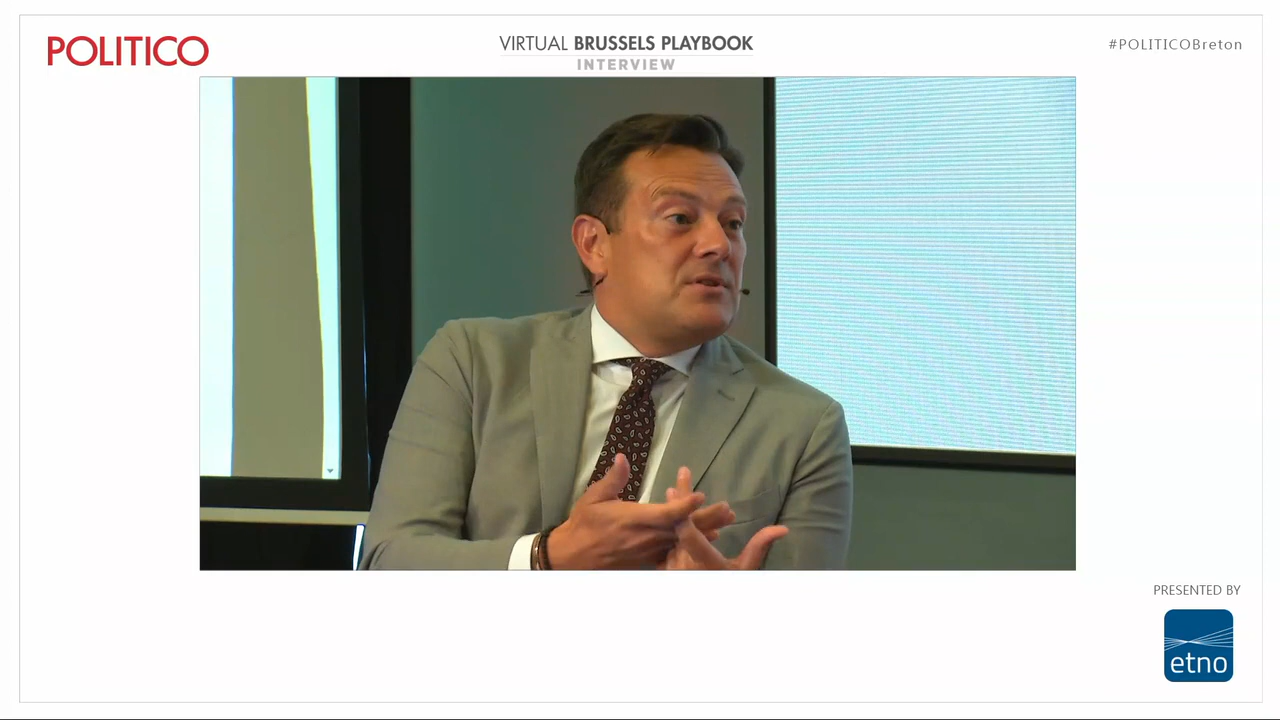 POLITICO
VIRTUAL BRUSSELS PLAYBOOK
INTERVIEW
#POLITICOBreton
PRESENTED BY
etno